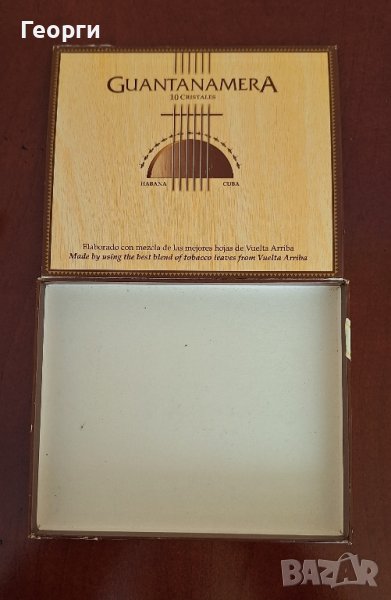 Георги
GUANTANAMERA
10 CRISTALES
HABANA CUBA
Elaborado con mezcla de las mejores hojas de Vuelta Arriba
Made by using the best blend of tobacco leaves from Vuelta Arriba
BAZAR